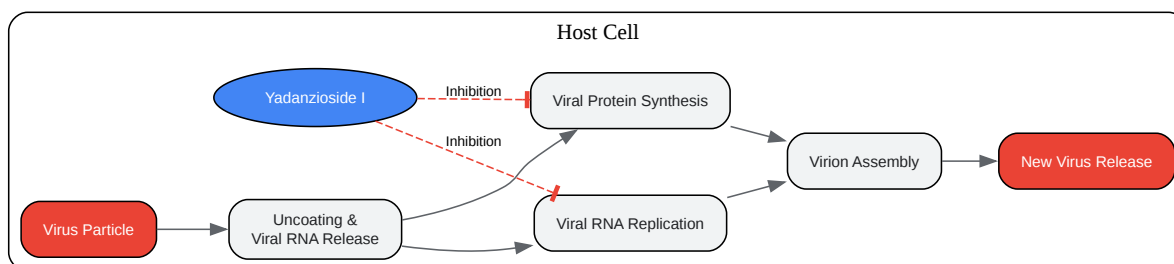 Host Cell
Yadanzioside I
Inhibition
Viral Protein Synthesis
Inhibition
Virion Assembly
New Virus Release
Virus Particle
Uncoating &
Viral RNA Release
Viral RNA Replication